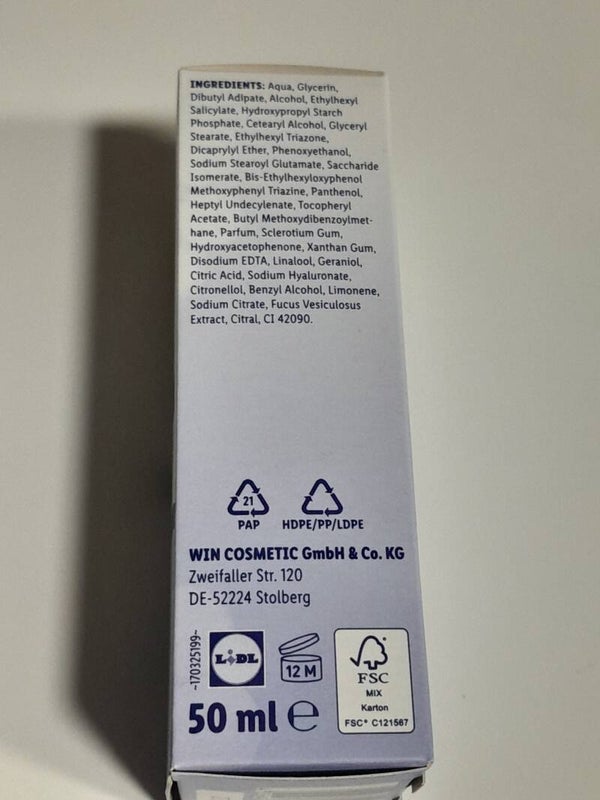 INGREDIENTS: Aqua, Glycerin,
Dibutyl Adipate, Alcohol, Ethylhexyl
Salicylate, Hydroxypropyl Starch
Phosphate, Cetearyl Alcohol, Glyceryl
Stearate, Ethylhexyl Triazone,
Dicaprylyl Ether, Phenoxyethanol,
Sodium Stearoyl Glutamate, Saccharide
Isomerate, Bis-Ethylhexyloxyphenol
Methoxyphenyl Triazine, Panthenol,
Heptyl Undecylenate, Tocopheryl
Acetate, Butyl Methoxydibenzoylmet-
hane, Parfum, Sclerotium Gum,
Hydroxyacetophenone, Xanthan Gum,
Disodium EDTA, Linalool, Geraniol,
Citric Acid, Sodium Hyaluronate,
Citronellol, Benzyl Alcohol, Limonene,
Sodium Citrate, Fucus Vesiculosus
Extract, Citral, CI 42090.
21
PAP HDPE/PP/LDPE
WIN COSMETIC GmbH & Co. KG
Zweifaller Str. 120
DE-52224 Stolberg
~170325199~
LIDL
12 M
FSC
MIX
Karton
FSC® C121567
50 ml ℮